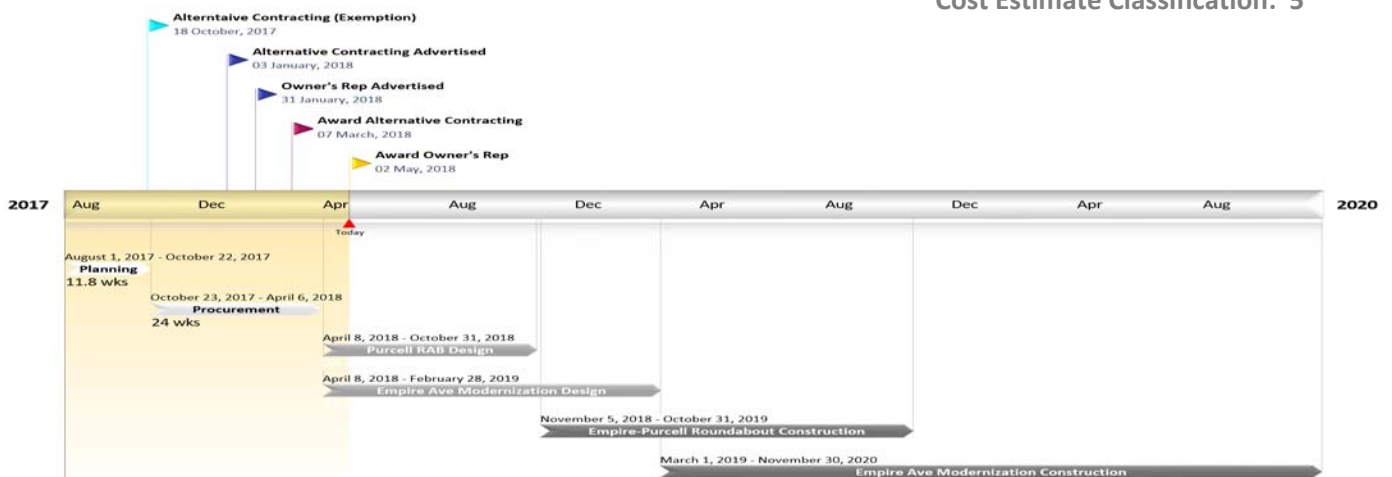 Cost Estimate Classification: 5
Alterntaive Contracting (Exemption)
18 October, 2017
Alternative Contracting Advertised
03 January, 2018
Owner's Rep Advertised
31 January, 2018
Award Alternative Contracting
07 March, 2018
Award Owner's Rep
02 May, 2018
2017 Aug Dec Apr Aug Dec Apr Aug Dec Apr Aug 2020
Today
August 1, 2017 - October 22, 2017
Planning
11.8 wks
October 23, 2017 - April 6, 2018
Procurement
24 wks
April 8, 2018 - October 31, 2018
Purcell RAB Design
April 8, 2018 - February 28, 2019
Empire Ave Modernization Design
November 5, 2018 - October 31, 2019
Empire-Purcell Roundabout Construction
March 1, 2019 - November 30, 2020
Empire Ave Modernization Construction